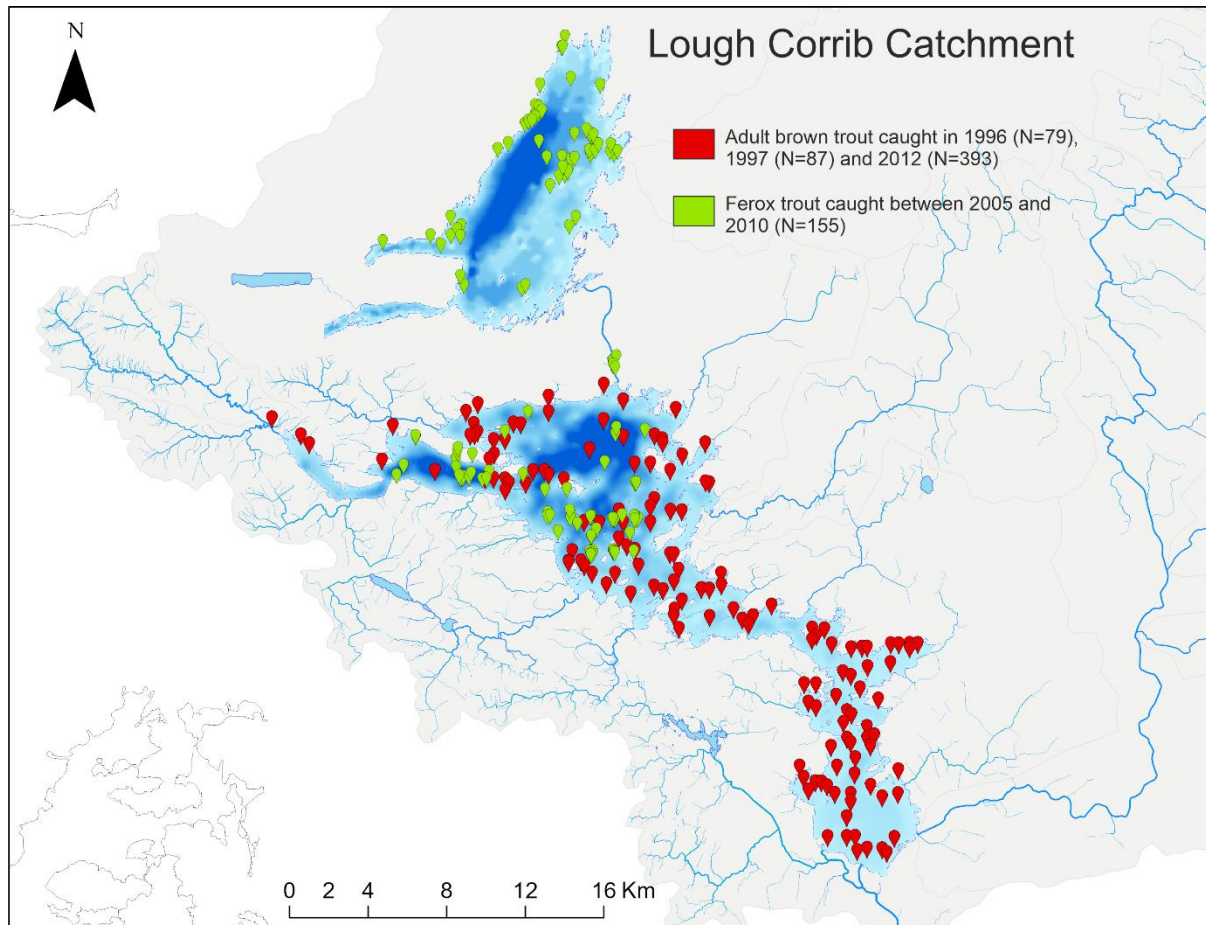 N
Lough Corrib Catchment
Adult brown trout caught in 1996 (N=79),
1997 (N=87) and 2012 (N=393)
Ferox trout caught between 2005 and
2010 (N=155)
0 2 4 8 12 16 Km